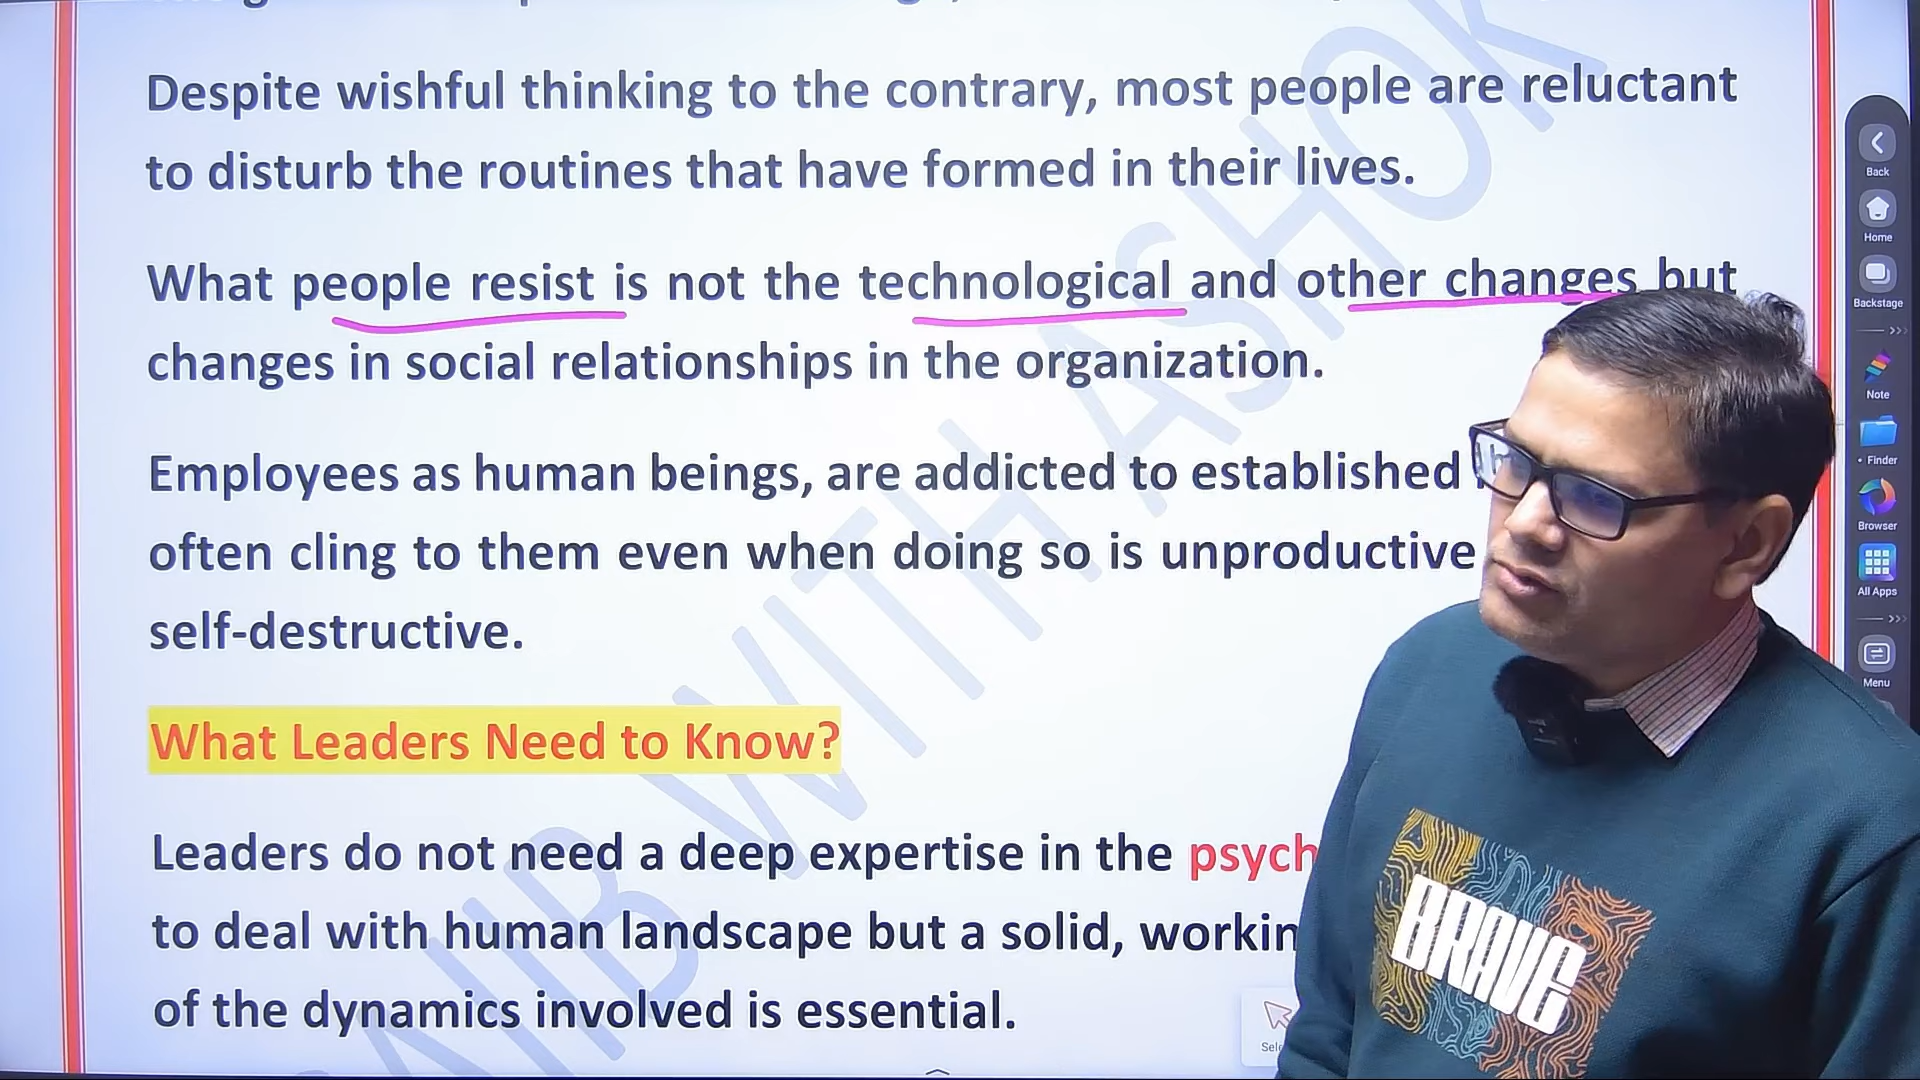 Despite wishful thinking to the contrary, most people are reluctant
to disturb the routines that have formed in their lives.
What people resist is not the technological and other changes but
changes in social relationships in the organization.
Employees as human beings, are addicted to established
often cling to them even when doing so is unproductive
self-destructive.
What Leaders Need to Know?
Leaders do not need a deep expertise in the psych
to deal with human landscape but a solid, workin
of the dynamics involved is essential.
AIIB WITH ASHOK
Back
Home
Backstage
Note
• Finder
Browser
All Apps
Menu
BRAVE